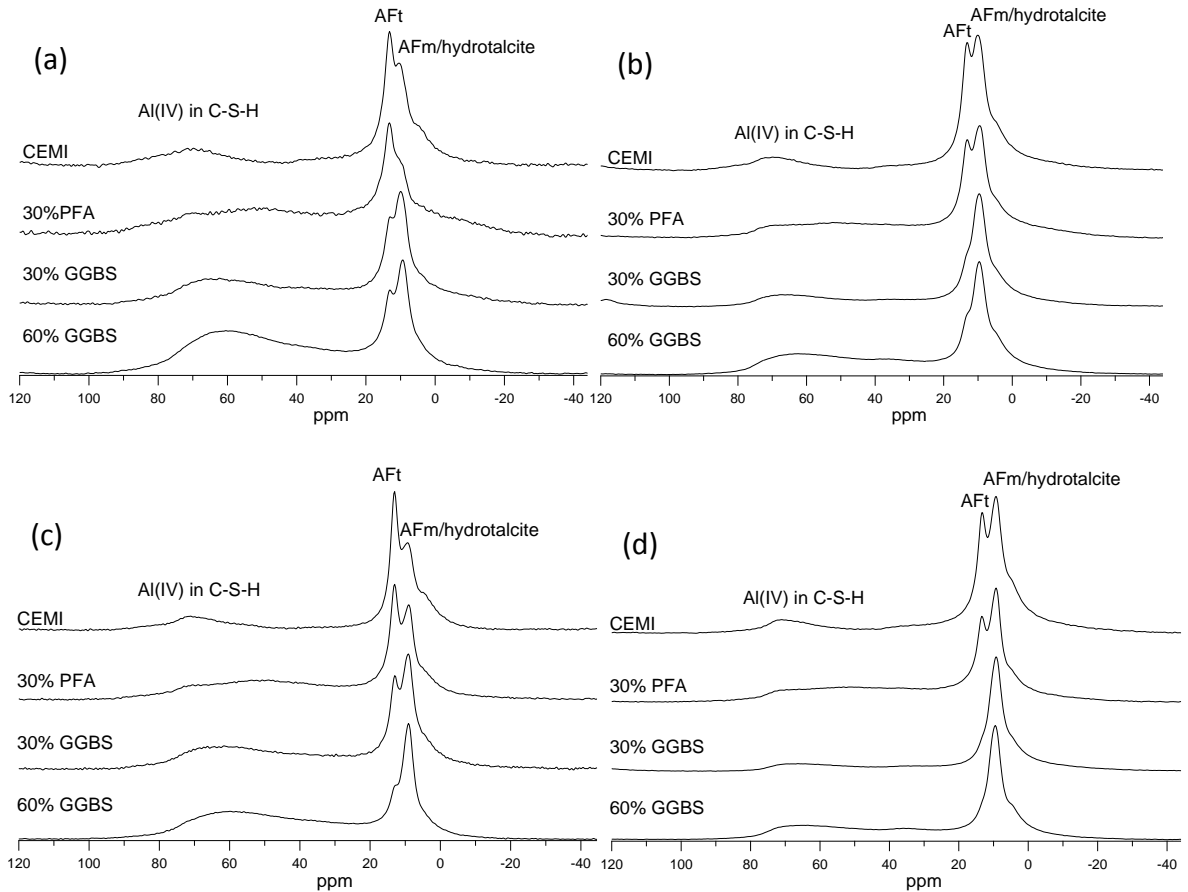 (a)
AFt
AFm/hydrotalcite
Al(IV) in C-S-H
CEMI
30%PFA
30% GGBS
60% GGBS
120 100 80 60 40 20 0 -20 -40
ppm
(b)
AFm/hydrotalcite
AFt
Al(IV) in C-S-H
CEMI
30% PFA
30% GGBS
60% GGBS
120 100 80 60 40 20 0 -20 -40
ppm
(c)
AFt
AFm/hydrotalcite
Al(IV) in C-S-H
CEMI
30% PFA
30% GGBS
60% GGBS
120 100 80 60 40 20 0 -20 -40
ppm
(d)
AFm/hydrotalcite
AFt
Al(IV) in C-S-H
CEMI
30% PFA
30% GGBS
60% GGBS
120 100 80 60 40 20 0 -20 -40
ppm